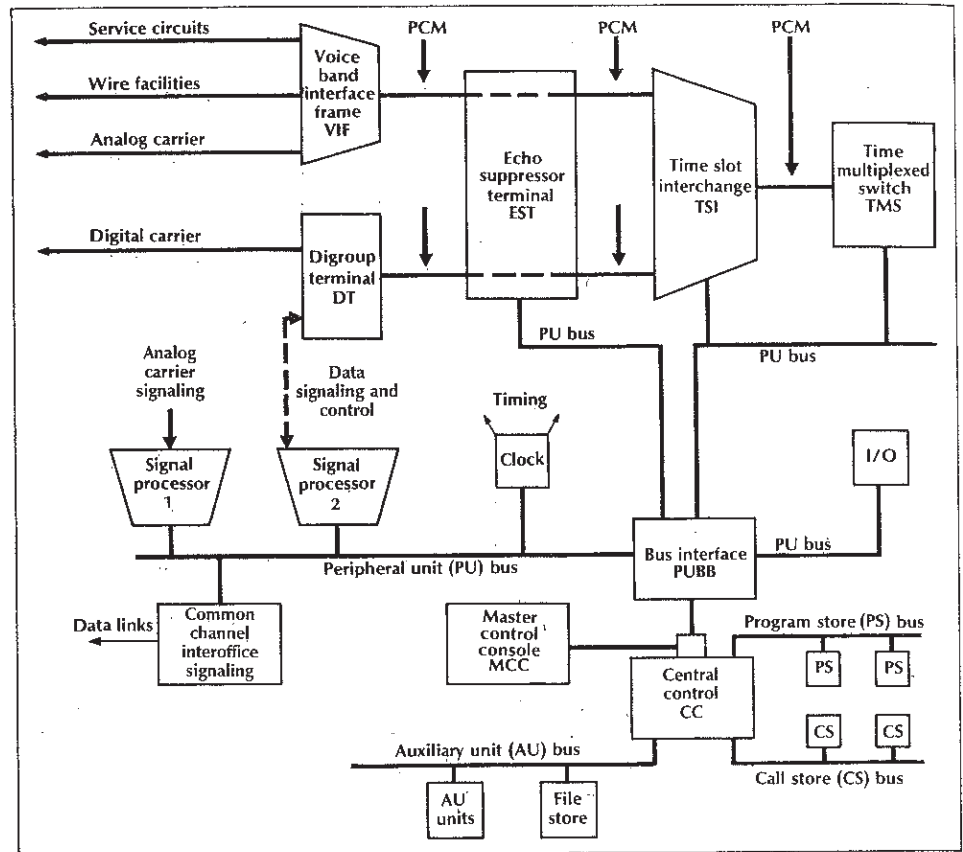 Service circuits
Wire facilities
Analog carrier
Voice
band
interface
frame
VIF
PCM
PCM
PCM
Echo
suppressor
terminal
EST
Time slot
interchange
TSI
Time
multiplexed
switch
TMS
Digital carrier
Digroup
terminal
DT
PU bus
PU bus
Analog
carrier
signaling
Data
signaling and
control
Timing
Clock
I/O
Signal
processor
1
Signal
processor
2
Peripheral unit (PU) bus
Bus interface
PUBB
PU bus
Data links
Common
channel
interoffice
signaling
Master
control
console
MCC
Program store (PS) bus
PS
PS
Central
control
CC
CS
CS
Auxiliary unit (AU) bus
Call store (CS) bus
AU
units
File
store